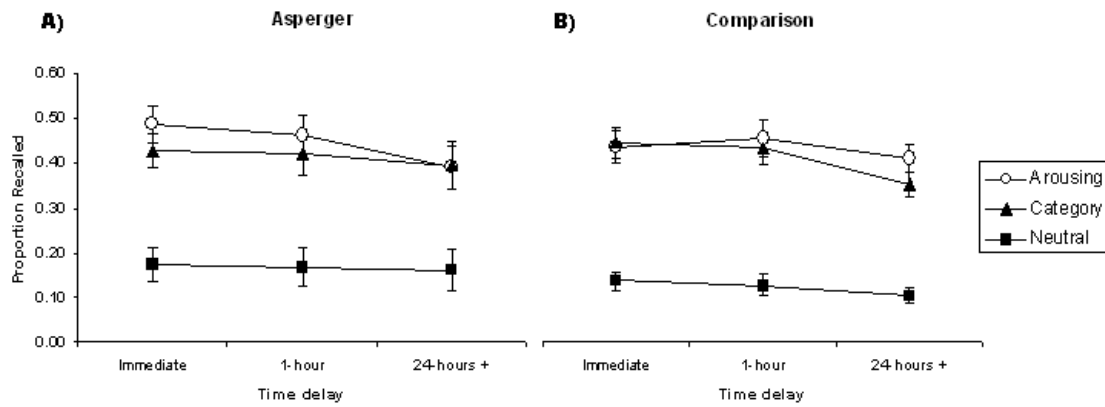 A) Asperger
B) Comparison
Proportion Recalled
0.60
0.50
0.40
0.30
0.20
0.10
0.00
Immediate 1-hour 24-hours +
Time delay
Immediate 1-hour 24-hours +
Time delay
Arousing
Category
Neutral